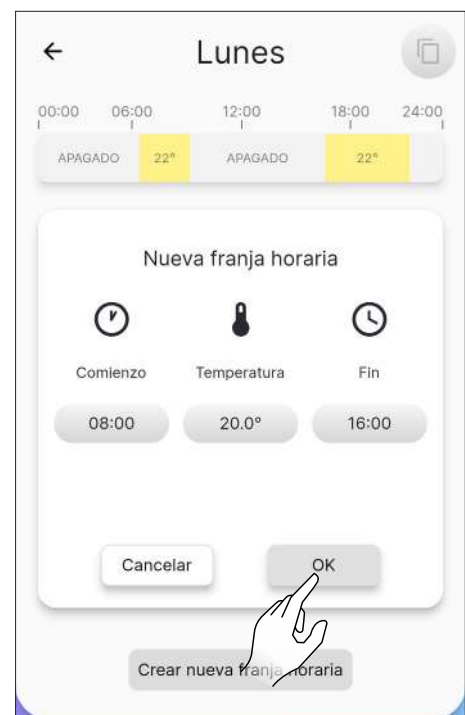 Lunes
00:00 06:00 12:00 18:00 24:00
APAGADO 22° APAGADO 22°
Nueva franja horaria
Comienzo Temperatura Fin
08:00 20.0° 16:00
Cancelar OK
Crear nueva franja horaria